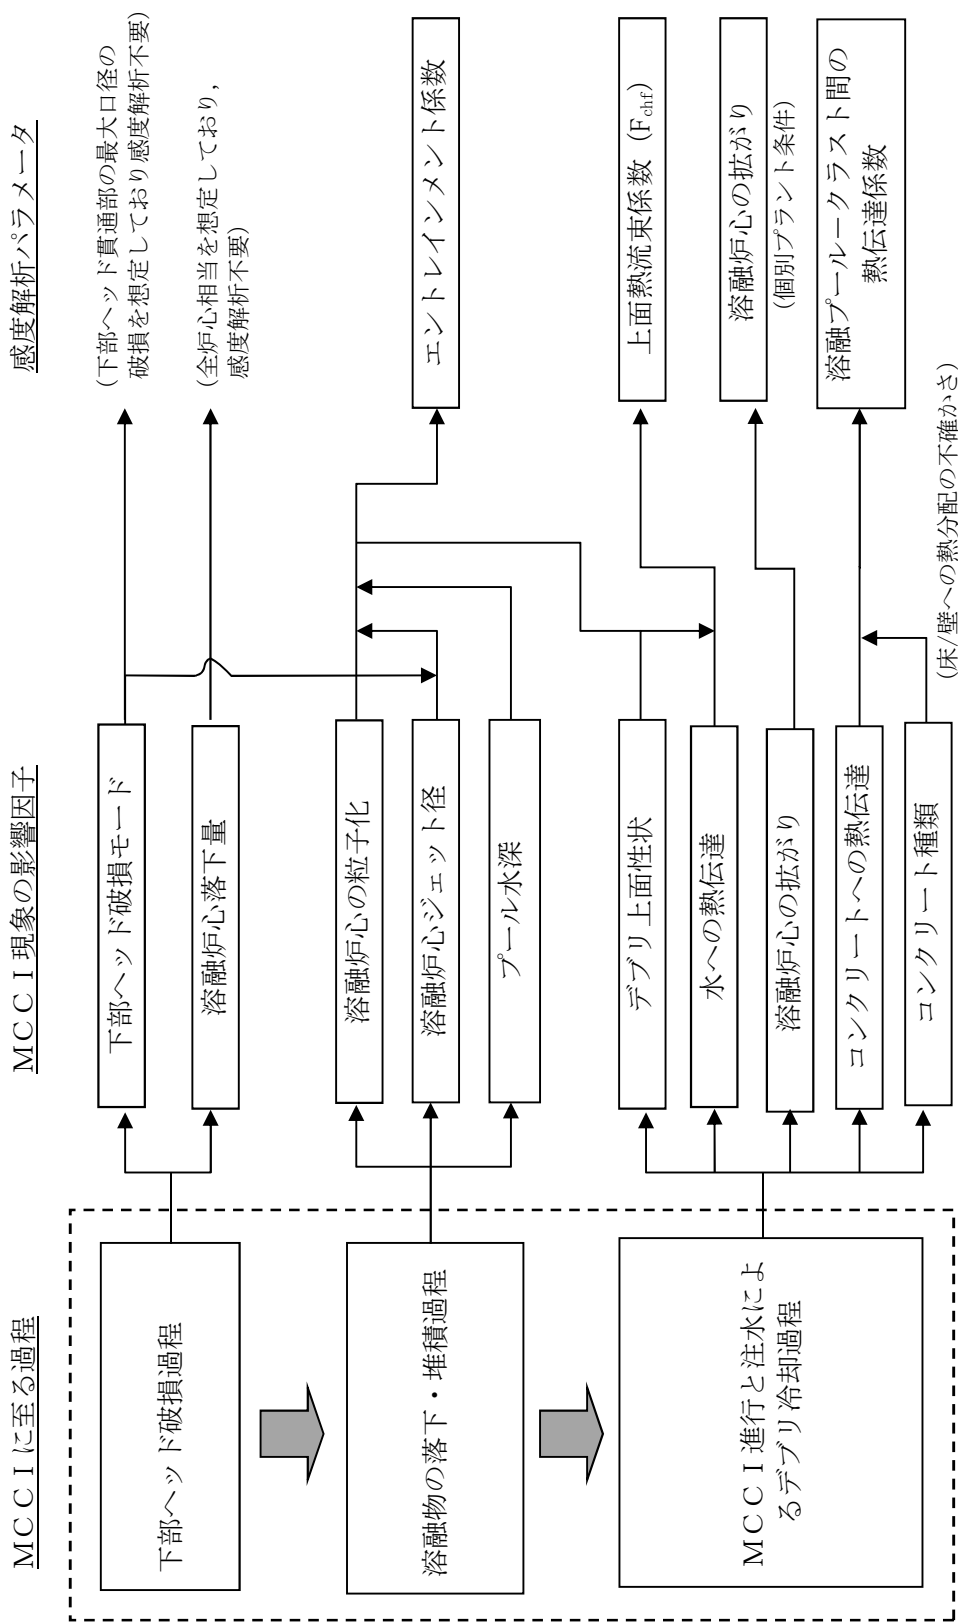 MCCIに至る過程
MCCI現象の影響因子
感度解析パラメータ
下部ヘッド破損過程
下部ヘッド破損モード
(下部ヘッド貫通部の最大口径の
破損を想定しており感度解析不要)
溶融炉心落下量
(全炉心相当を想定しており，
感度解析不要)
溶融物の落下・堆積過程
溶融炉心の粒子化
溶融炉心ジェット径
プール水深
エントレインメント係数
MCCI進行と注水によ
るデブリ冷却過程
デブリ上面性状
水への熱伝達
溶融炉心の拡がり
コンクリートへの熱伝達
コンクリート種類
上面熱流束係数 (Fchf)
溶融炉心の拡がり
(個別プラント条件)
溶融プールークラスト間の
熱伝達係数
(床/壁への熱分配の不確かさ)